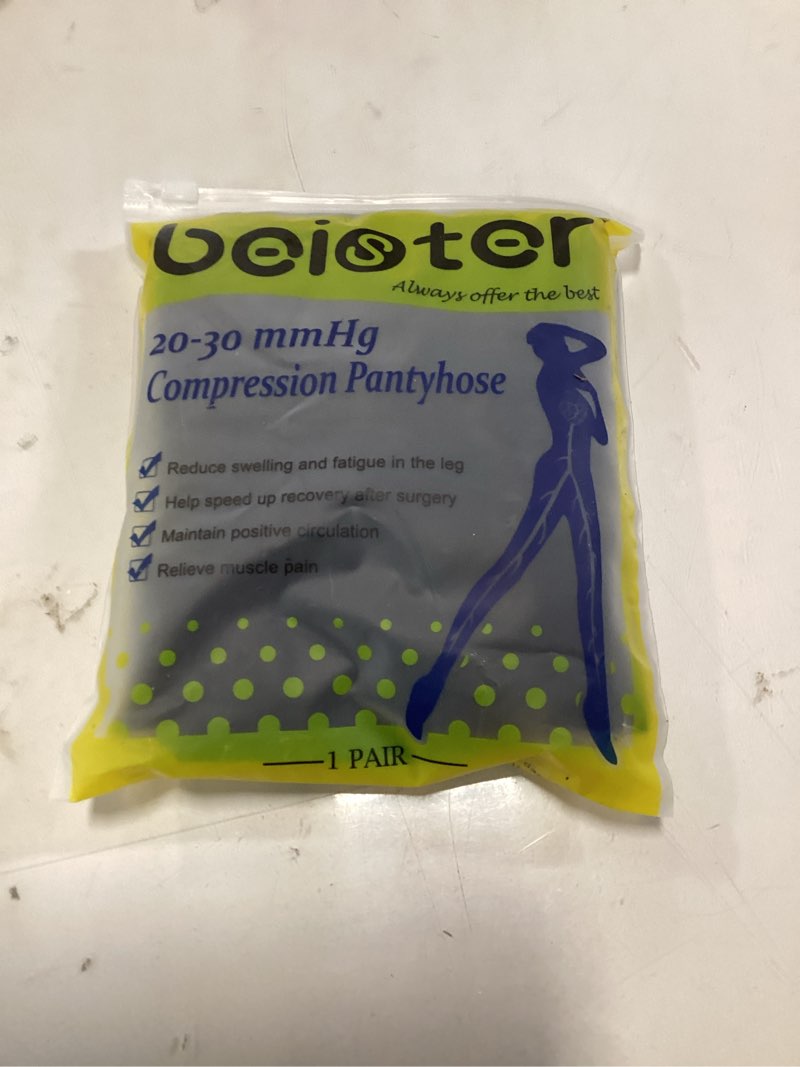 beister
Always offer the best
20-30 mmHg
Compression Pantyhose
Reduce swelling and fatigue in the leg
Help speed up recovery after surgery
Maintain positive circulation
Relieve muscle pain
1 PAIR